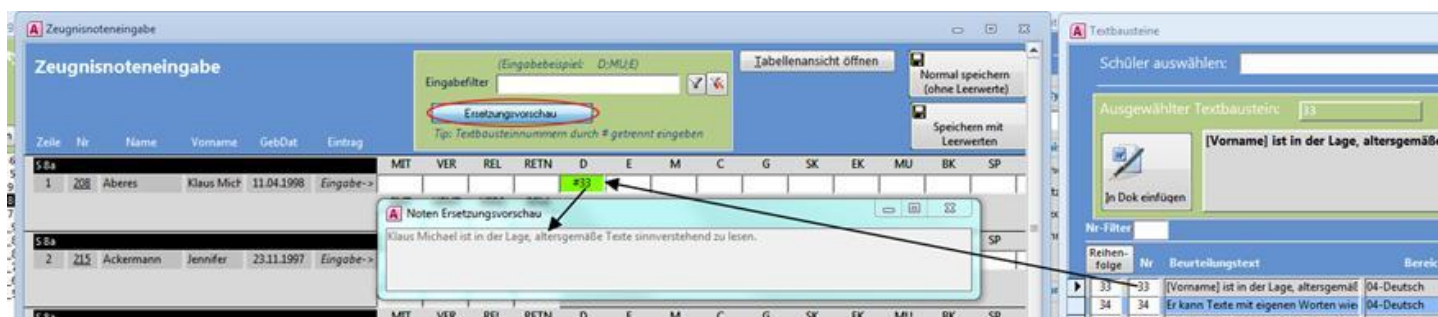 Zeugnisnoteneingabe
Zeugnisnoteneingabe
(Eingabebeispiel: D;MU;E)
Eingabefilter
Ersetzungsvorschau
Tip: Textbausteinnummern durch # getrennt eingeben
Tabellenansicht öffnen
Normal speichern
(ohne Leerwerte)
Speichern mit
Leerwerten
Zeile Nr Name Vorname GebDat Eintrag
S 8a MIT VER REL RETN D E M C G SK EK MU BK SP
1 208 Aberes Klaus Mich 11.04.1998 Eingabe-> #33
Noten Ersetzungsvorschau
Klaus Michael ist in der Lage, altersgemäße Texte sinnverstehend zu lesen.
S 8a SP
2 215 Ackermann Jennifer 23.11.1997 Eingabe->
S 8a MIT VER REL RETN D E M C G SK EK MU BK SP
Textbausteine
Schüler auswählen:
Ausgewählter Textbaustein: 33
[Vorname] ist in der Lage, altersgemäße
In Dok einfügen
Nr-Filter
Reihen-
folge Nr Beurteilungstext Bereic
33 33 [Vorname] ist in der Lage, altersgemäß 04-Deutsch
34 34 Er kann Texte mit eigenen Worten wie 04-Deutsch